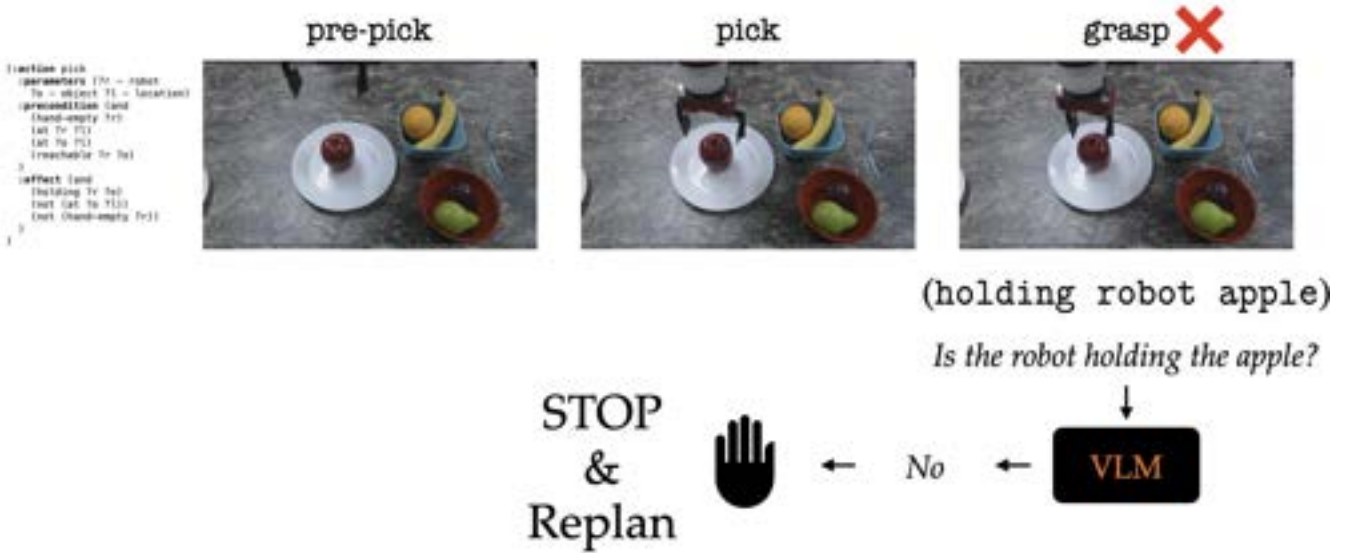 pre-pick
pick
grasp
(:action pick
:parameters (?r - robot
?o - object ?l - location)
:precondition (and
(hand-empty ?r)
(at ?r ?l)
(at ?o ?l)
(reachable ?r ?o)
)
:effect (and
(holding ?r ?o)
(not (at ?o ?l))
(not (hand-empty ?r))
)
)
(holding robot apple)
Is the robot holding the apple?
VLM
No
STOP
&
Replan